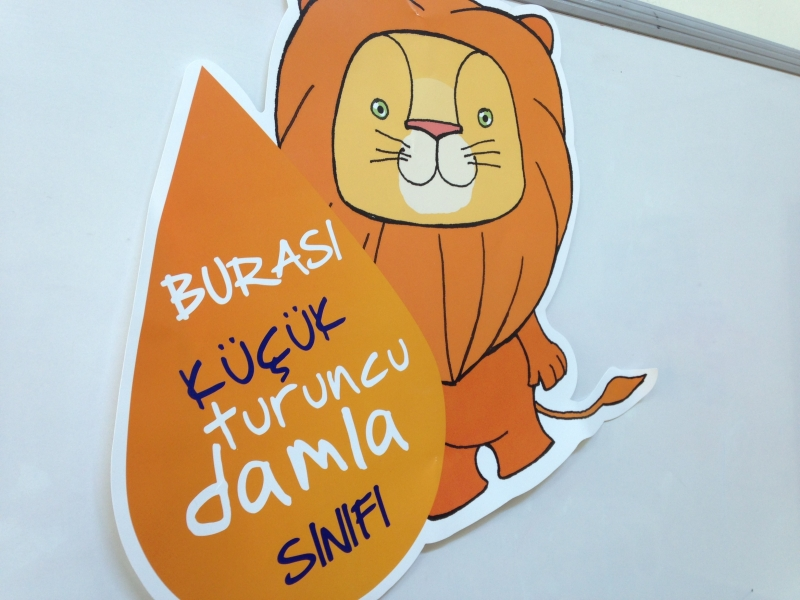 BURASI
KÜÇÜK
turuncu
damla
SINIFI